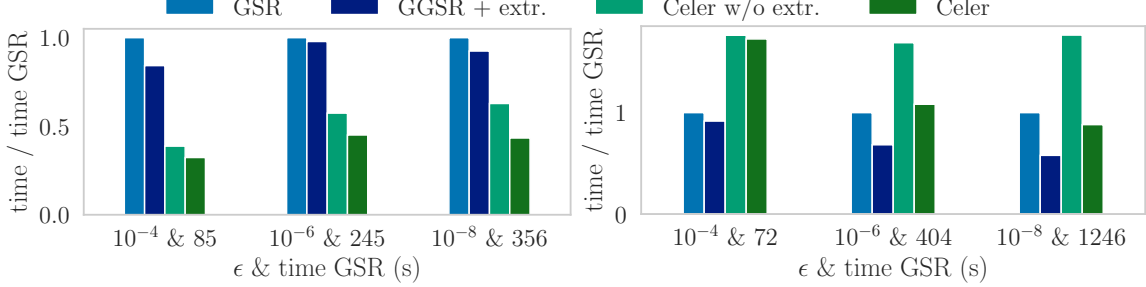 GSR GGSR + extr. Celer w/o extr. Celer
time / time GSR
1.0
0.5
0.0
10⁻⁴ & 85 10⁻⁶ & 245 10⁻⁸ & 356
ϵ & time GSR (s)
time / time GSR
1
0
10⁻⁴ & 72 10⁻⁶ & 404 10⁻⁸ & 1246
ϵ & time GSR (s)